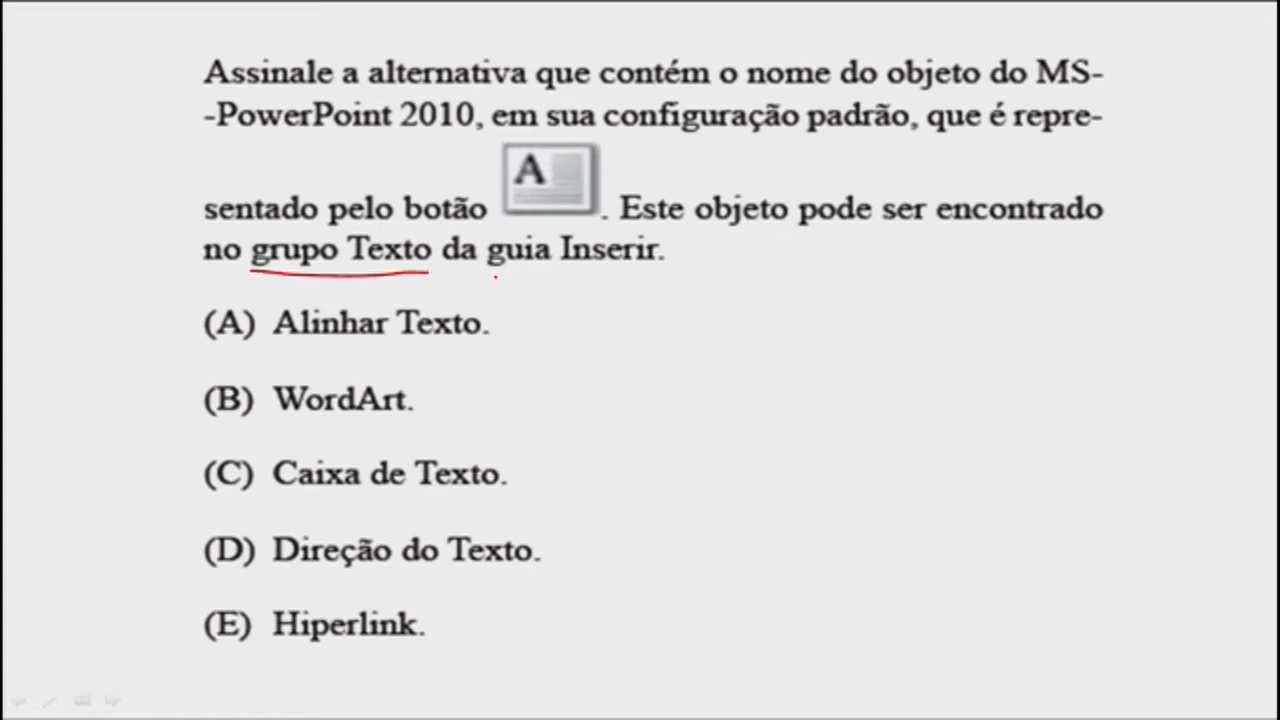 Assinale a alternativa que contém o nome do objeto do MS-
-PowerPoint 2010, em sua configuração padrão, que é repre-
sentado pelo botão A. Este objeto pode ser encontrado
no grupo Texto da guia Inserir.
(A) Alinhar Texto.
(B) WordArt.
(C) Caixa de Texto.
(D) Direção do Texto.
(E) Hiperlink.